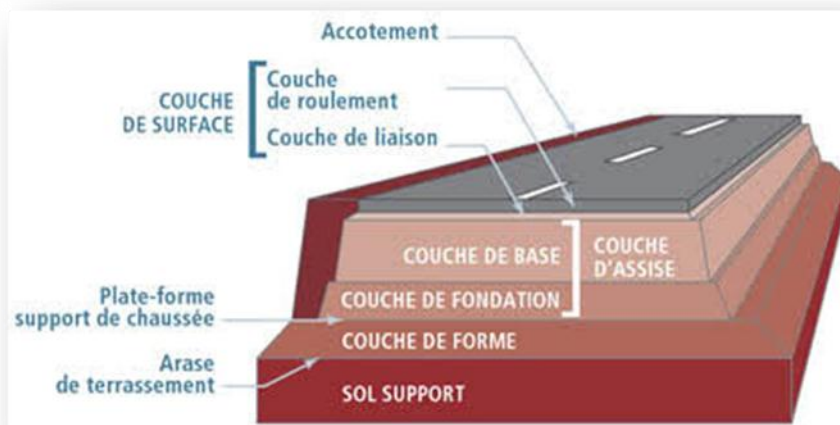 Accotement
COUCHE
DE SURFACE
Couche
de roulement
Couche de liaison
COUCHE DE BASE
COUCHE
D'ASSISE
COUCHE DE FONDATION
Plate-forme
support de chaussée
COUCHE DE FORME
Arase
de terrassement
SOL SUPPORT